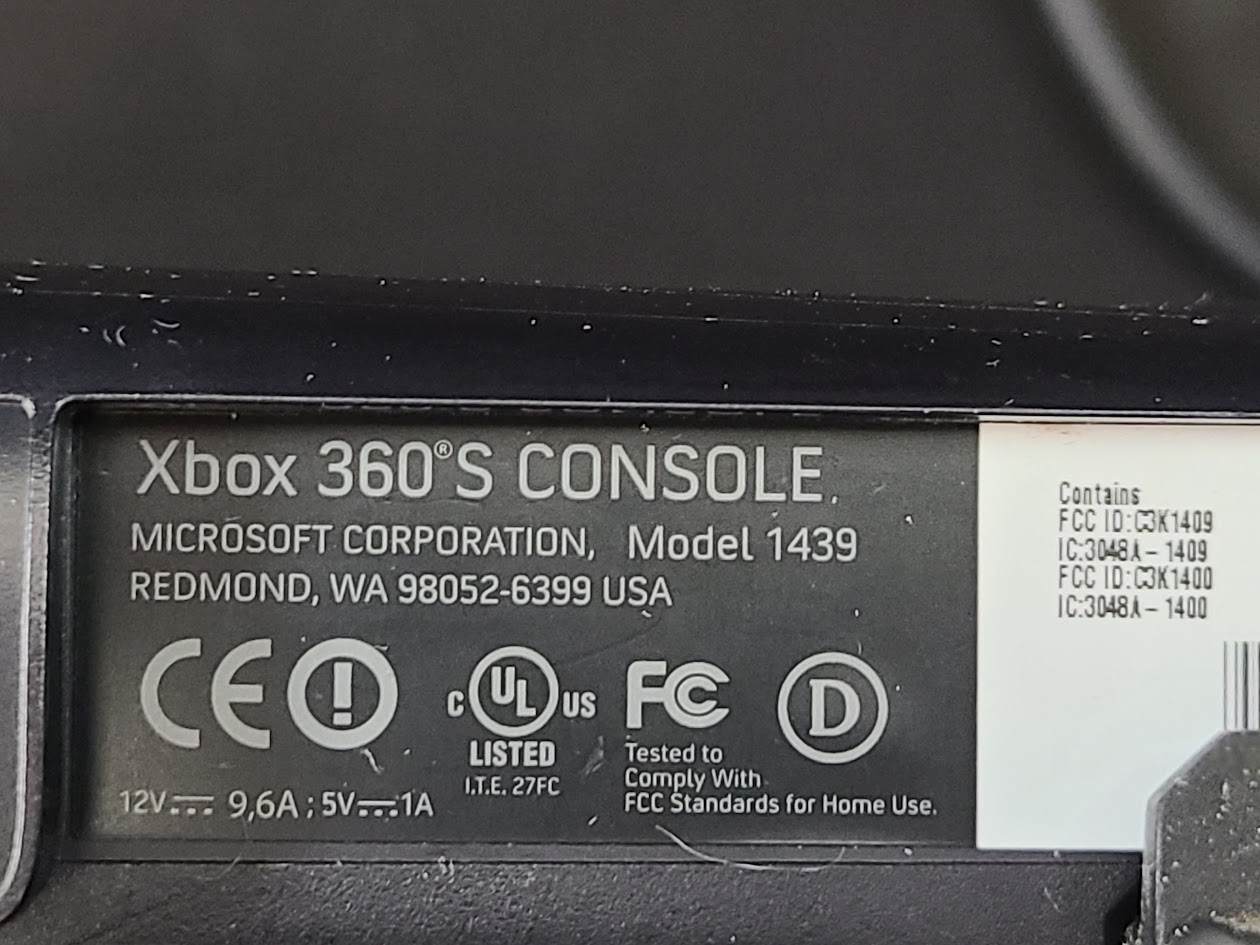 Xbox 360® S CONSOLE
MICROSOFT CORPORATION, Model 1439
REDMOND, WA 98052-6399 USA
CE
C UL US
LISTED
I.T.E. 27FC
FC
Tested to
Comply With
FCC Standards for Home Use.
D
12V⎓ 9,6A ; 5V⎓1A
Contains
FCC ID:C3K1409
IC:3048A-1409
FCC ID:C3K1400
IC:3048A-1400